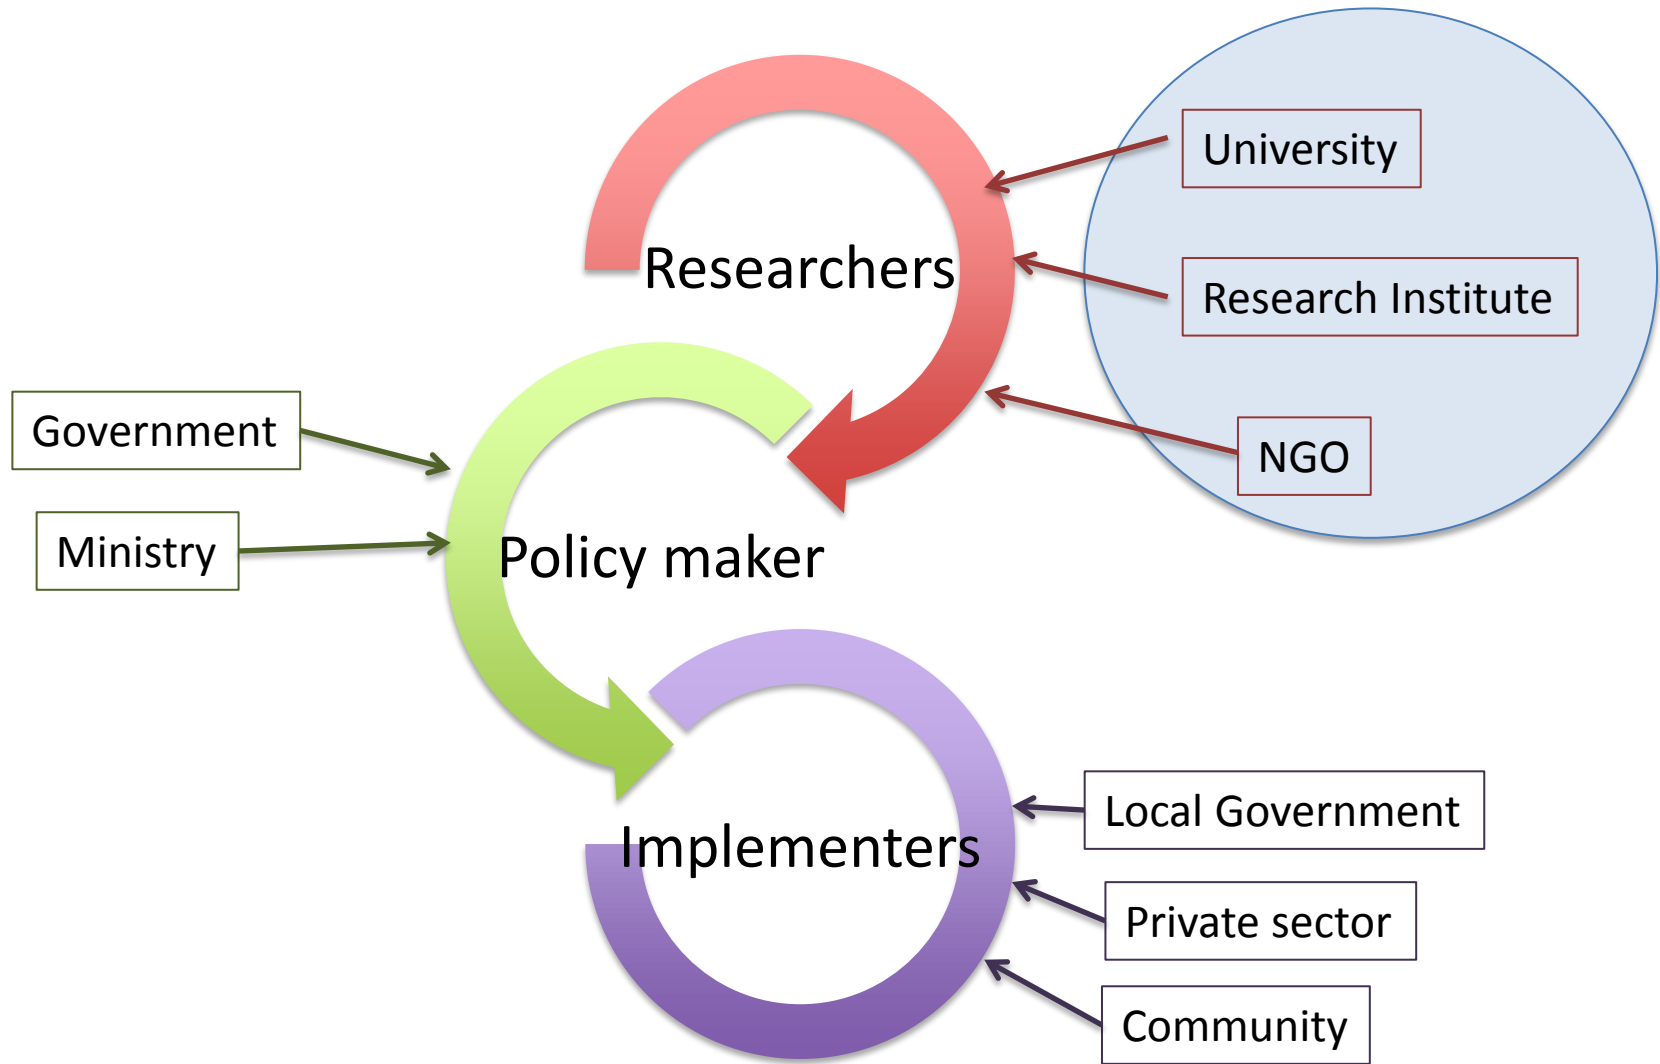 University
Researchers
Research Institute
Government
NGO
Ministry
Policy maker
Local Government
Implementers
Private sector
Community